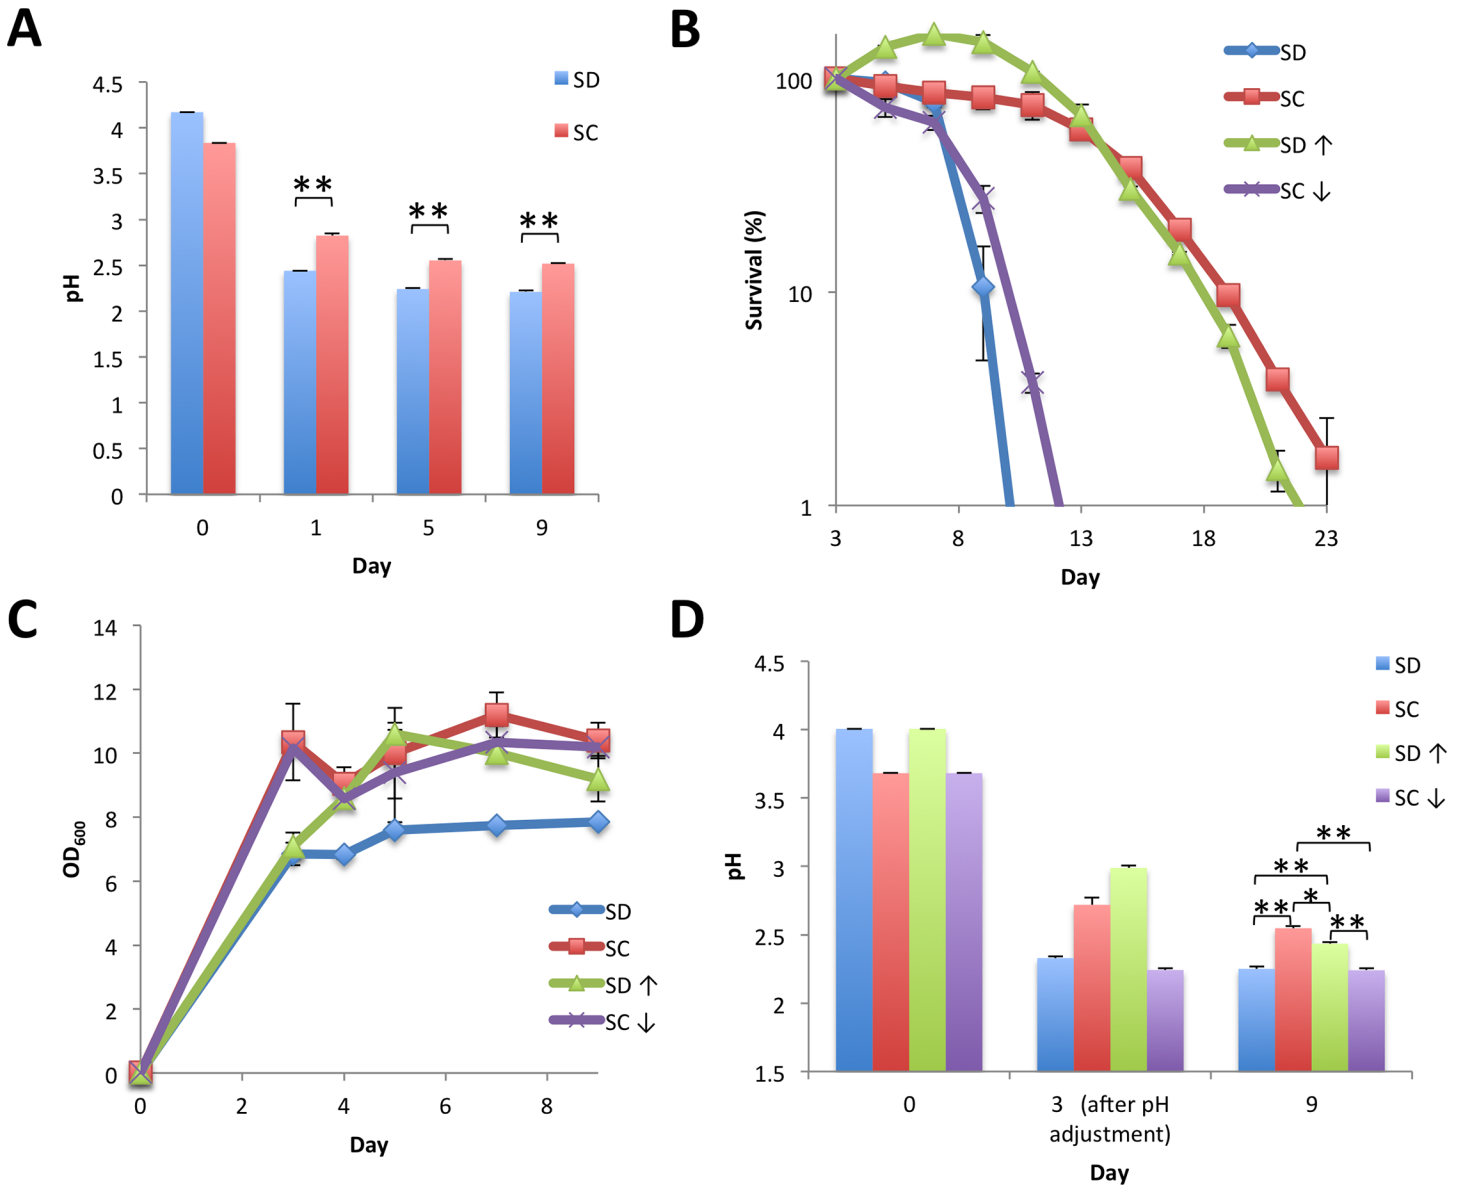 A
4.5
4
3.5
3
2.5
2
1.5
1
0.5
0
pH
SD
SC
**
**
**
0 1 5 9
Day
B
100
10
1
Survival (%)
SD
SC
SD ↑
SC ↓
3 8 13 18 23
Day
C
14
12
10
8
6
4
2
0
OD600
SD
SC
SD ↑
SC ↓
0 2 4 6 8
Day
D
4.5
4
3.5
3
2.5
2
1.5
pH
SD
SC
SD ↑
SC ↓
**
**
*
**
**
0 3 (after pH 9
adjustment)
Day